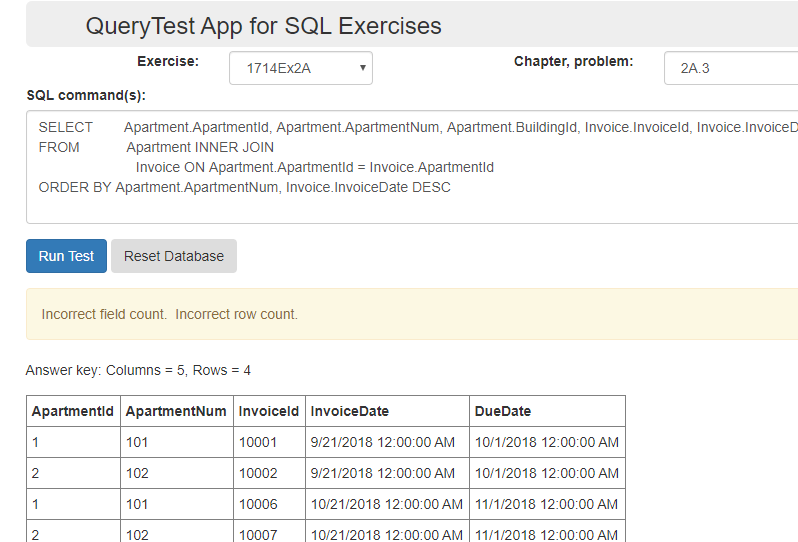 QueryTest App for SQL Exercises
Exercise: 1714Ex2A Chapter, problem: 2A.3
SQL command(s):
SELECT Apartment.ApartmentId, Apartment.ApartmentNum, Apartment.BuildingId, Invoice.InvoiceId, Invoice.InvoiceD
FROM Apartment INNER JOIN
Invoice ON Apartment.ApartmentId = Invoice.ApartmentId
ORDER BY Apartment.ApartmentNum, Invoice.InvoiceDate DESC
Run Test Reset Database
Incorrect field count. Incorrect row count.
Answer key: Columns = 5, Rows = 4
ApartmentId ApartmentNum InvoiceId InvoiceDate DueDate
1 101 10001 9/21/2018 12:00:00 AM 10/1/2018 12:00:00 AM
2 102 10002 9/21/2018 12:00:00 AM 10/1/2018 12:00:00 AM
1 101 10006 10/21/2018 12:00:00 AM 11/1/2018 12:00:00 AM
2 102 10007 10/21/2018 12:00:00 AM 11/1/2018 12:00:00 AM